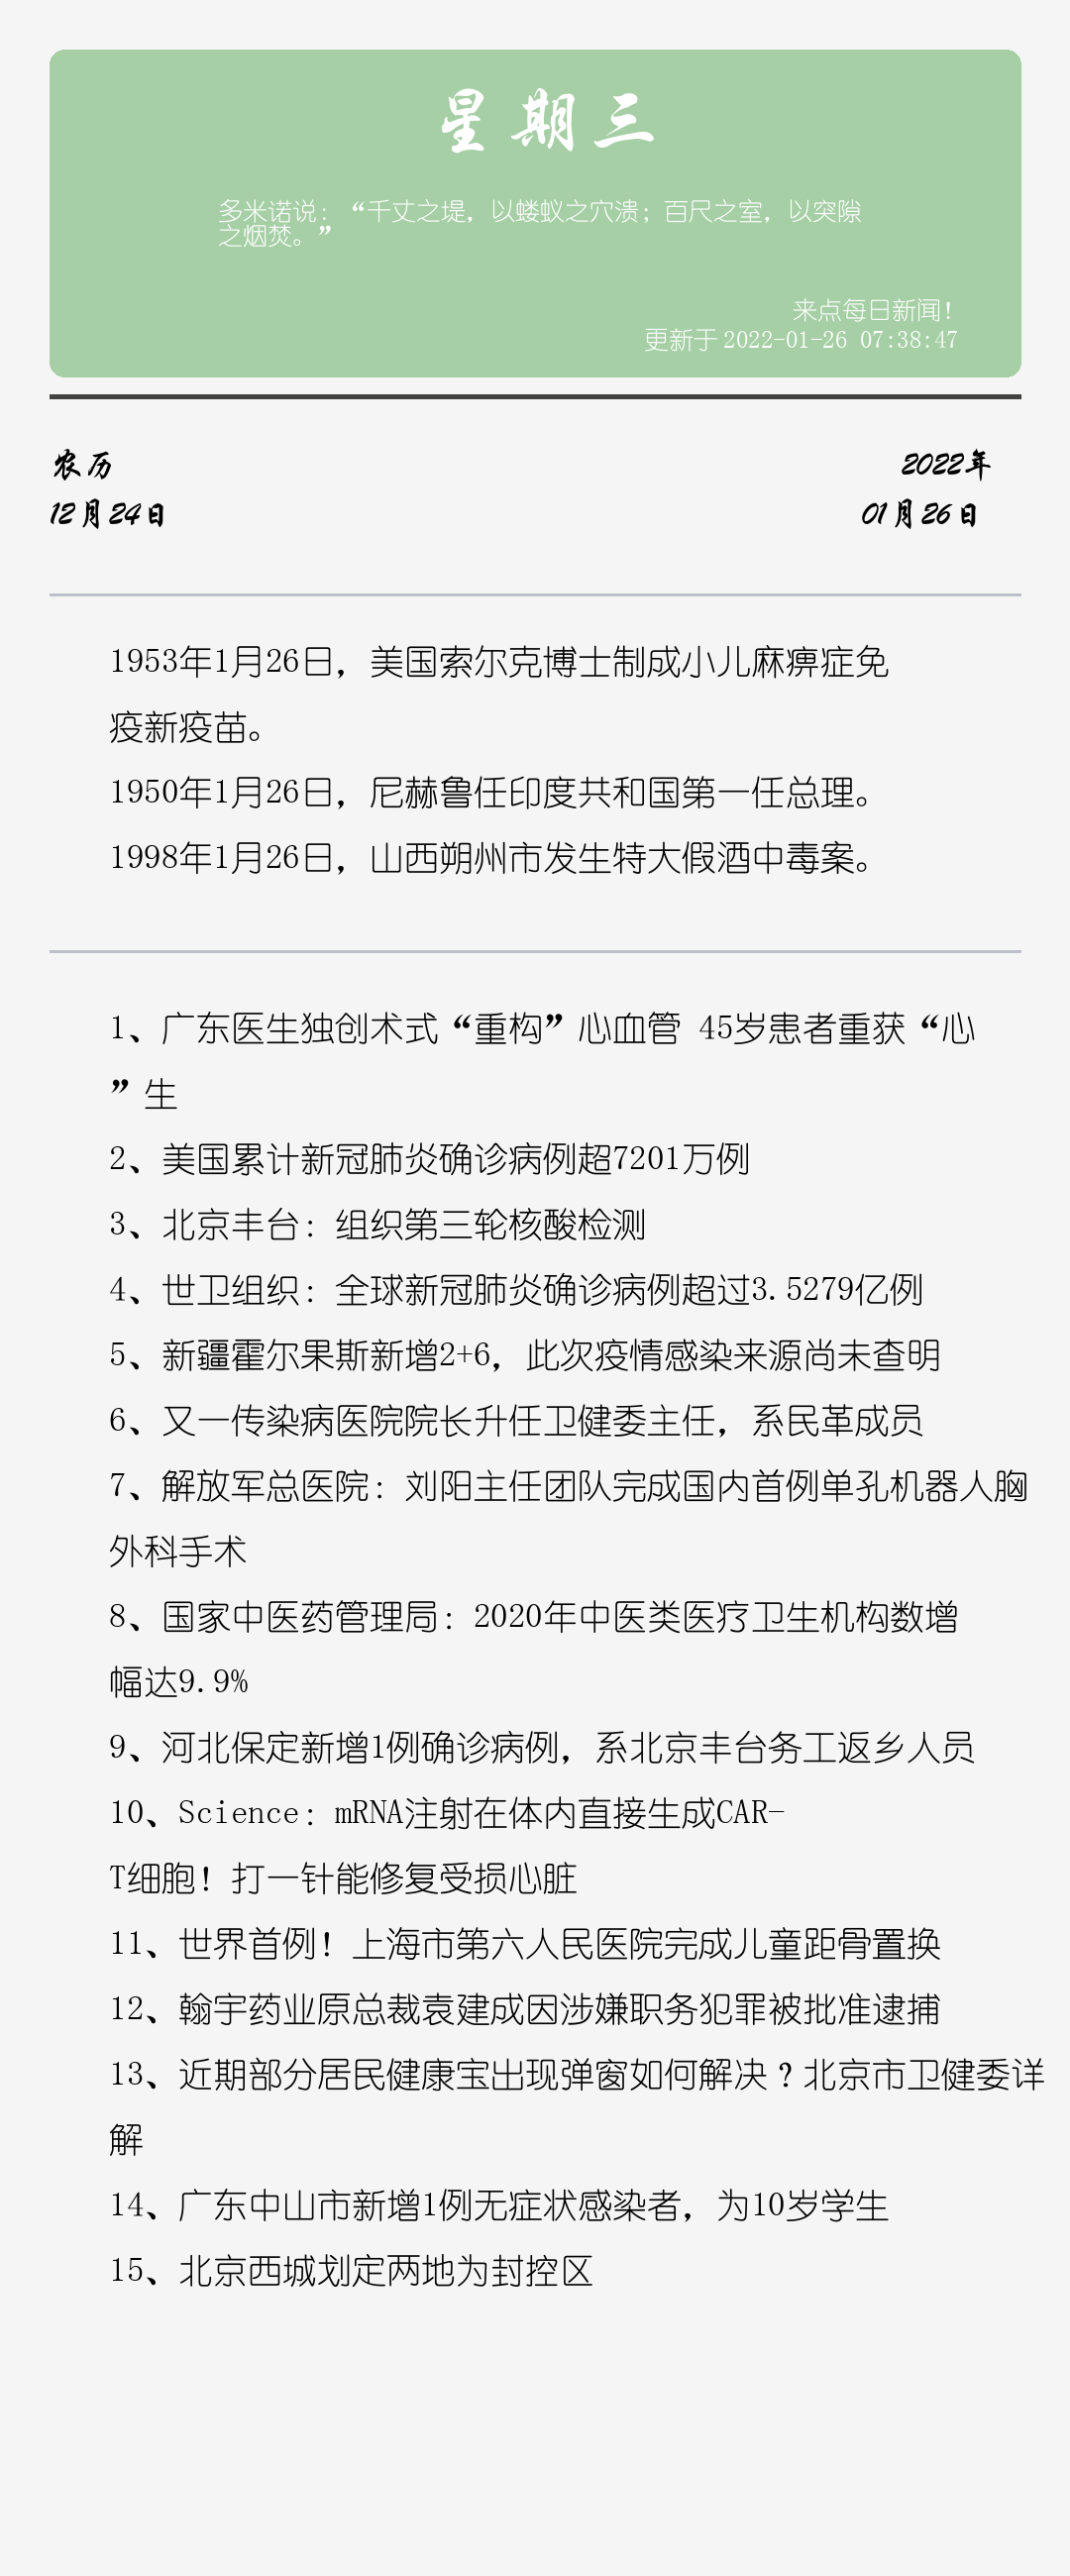 星期三
多米诺说：“千丈之堤，以蝼蚁之穴溃；百尺之室，以突隙
之烟焚。”
来点每日新闻！
更新于 2022-01-26 07:38:47
农历
2022年
12月24日
01月26日
1953年1月26日，美国索尔克博士制成小儿麻痹症免
疫新疫苗。
1950年1月26日，尼赫鲁任印度共和国第一任总理。
1998年1月26日，山西朔州市发生特大假酒中毒案。
1、广东医生独创术式“重构”心血管 45岁患者重获“心
”生
2、美国累计新冠肺炎确诊病例超7201万例
3、北京丰台：组织第三轮核酸检测
4、世卫组织：全球新冠肺炎确诊病例超过3.5279亿例
5、新疆霍尔果斯新增2+6，此次疫情感染来源尚未查明
6、又一传染病医院院长升任卫健委主任，系民革成员
7、解放军总医院：刘阳主任团队完成国内首例单孔机器人胸
外科手术
8、国家中医药管理局：2020年中医类医疗卫生机构数增
幅达9.9%
9、河北保定新增1例确诊病例，系北京丰台务工返乡人员
10、Science：mRNA注射在体内直接生成CAR-
T细胞！打一针能修复受损心脏
11、世界首例！上海市第六人民医院完成儿童距骨置换
12、翰宇药业原总裁袁建成因涉嫌职务犯罪被批准逮捕
13、近期部分居民健康宝出现弹窗如何解决？北京市卫健委详
解
14、广东中山市新增1例无症状感染者，为10岁学生
15、北京西城划定两地为封控区